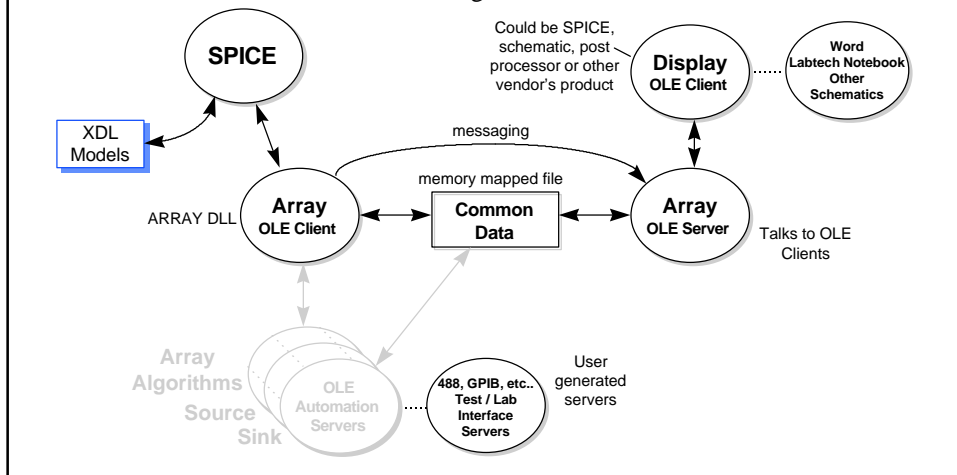 SPICE
XDL
Models
Could be SPICE,
schematic, post
processor or other
vendor's product
Display
OLE Client
Word
Labtech Notebook
Other
Schematics
messaging
memory mapped file
ARRAY DLL
Array
OLE Client
Common
Data
Array
OLE Server
Talks to OLE
Clients
Array
Algorithms
Source
Sink
OLE
Automation
Servers
488, GPIB, etc..
Test / Lab
Interface
Servers
User
generated
servers